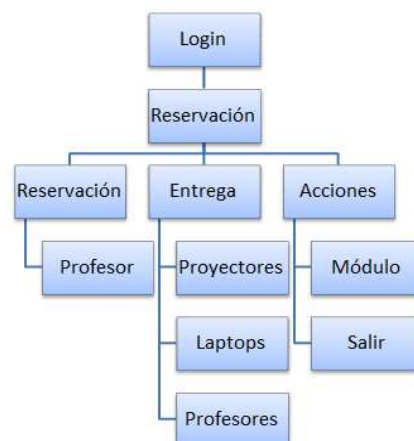 Login
Reservación
Reservación
Entrega
Acciones
Profesor
Proyectores
Módulo
Laptops
Salir
Profesores